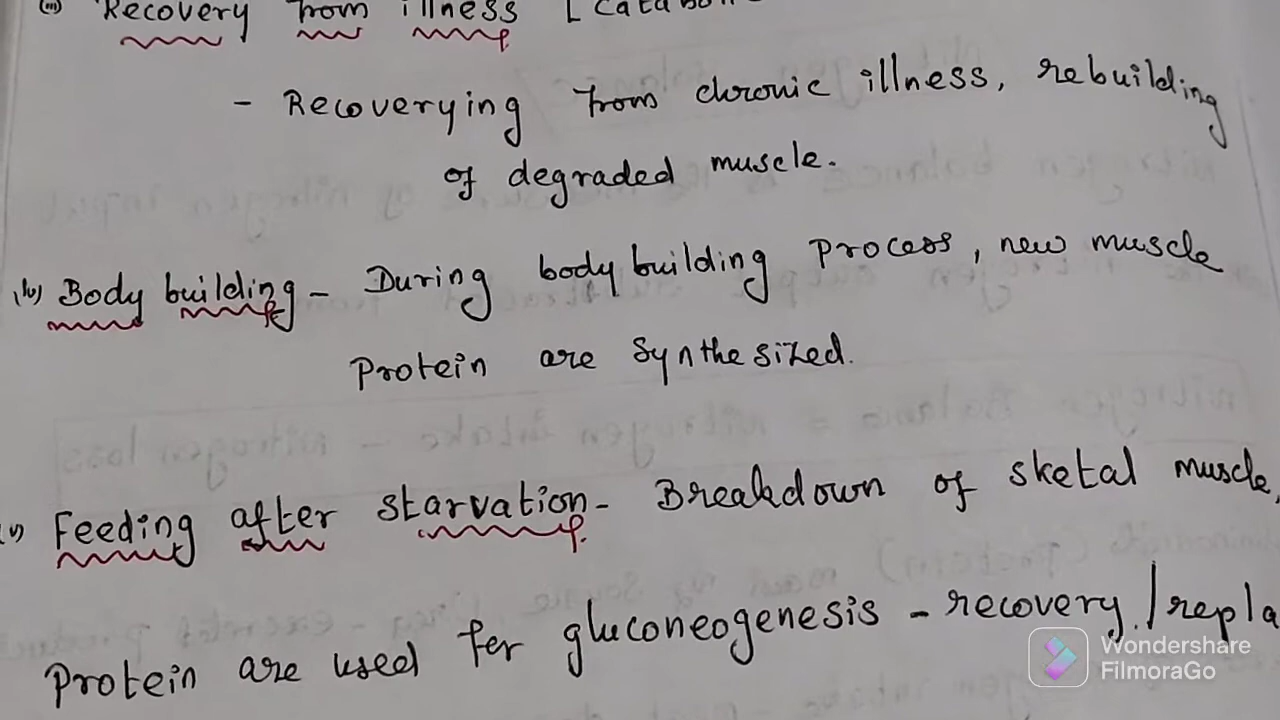 (iii) Recovery from illness [Catabol
- Recoverying from chronic illness, rebuilding
of degraded muscle.
(iv) Body building - During body building process, new muscle
Protein are synthesized.
(v) Feeding after starvation - Breakdown of sketal muscle.
Protein are used for gluconeogenesis - recovery / repla
Wondershare
FilmoraGo